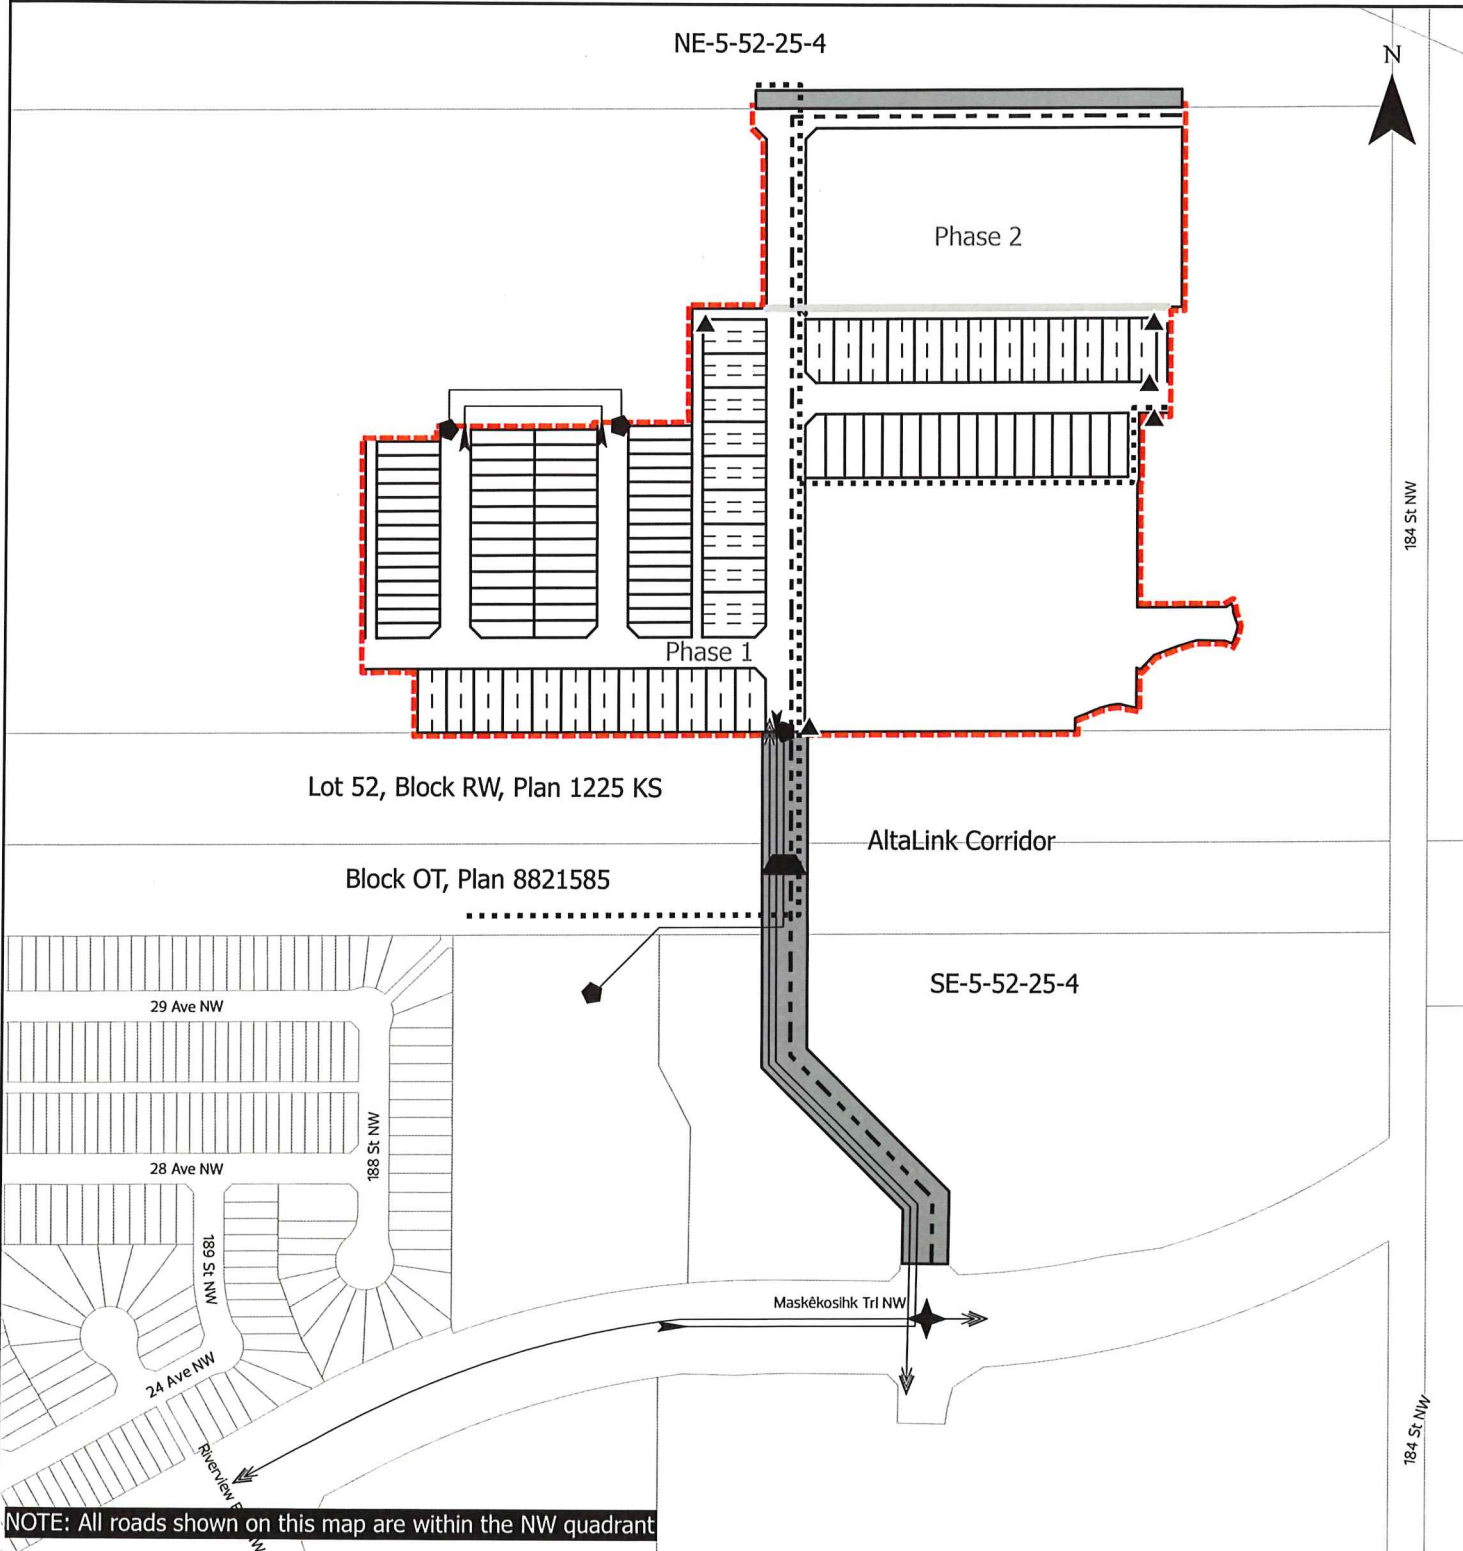 NE-5-52-25-4
N
Phase 2
184 St NW
Phase 1
Lot 52, Block RW, Plan 1225 KS
AltaLink Corridor
Block OT, Plan 8821585
SE-5-52-25-4
29 Ave NW
188 St NW
28 Ave NW
189 St NW
Maskêkosihk Trl NW
24 Ave NW
184 St NW
Riverview
NOTE: All roads shown on this map are within the NW quadrant